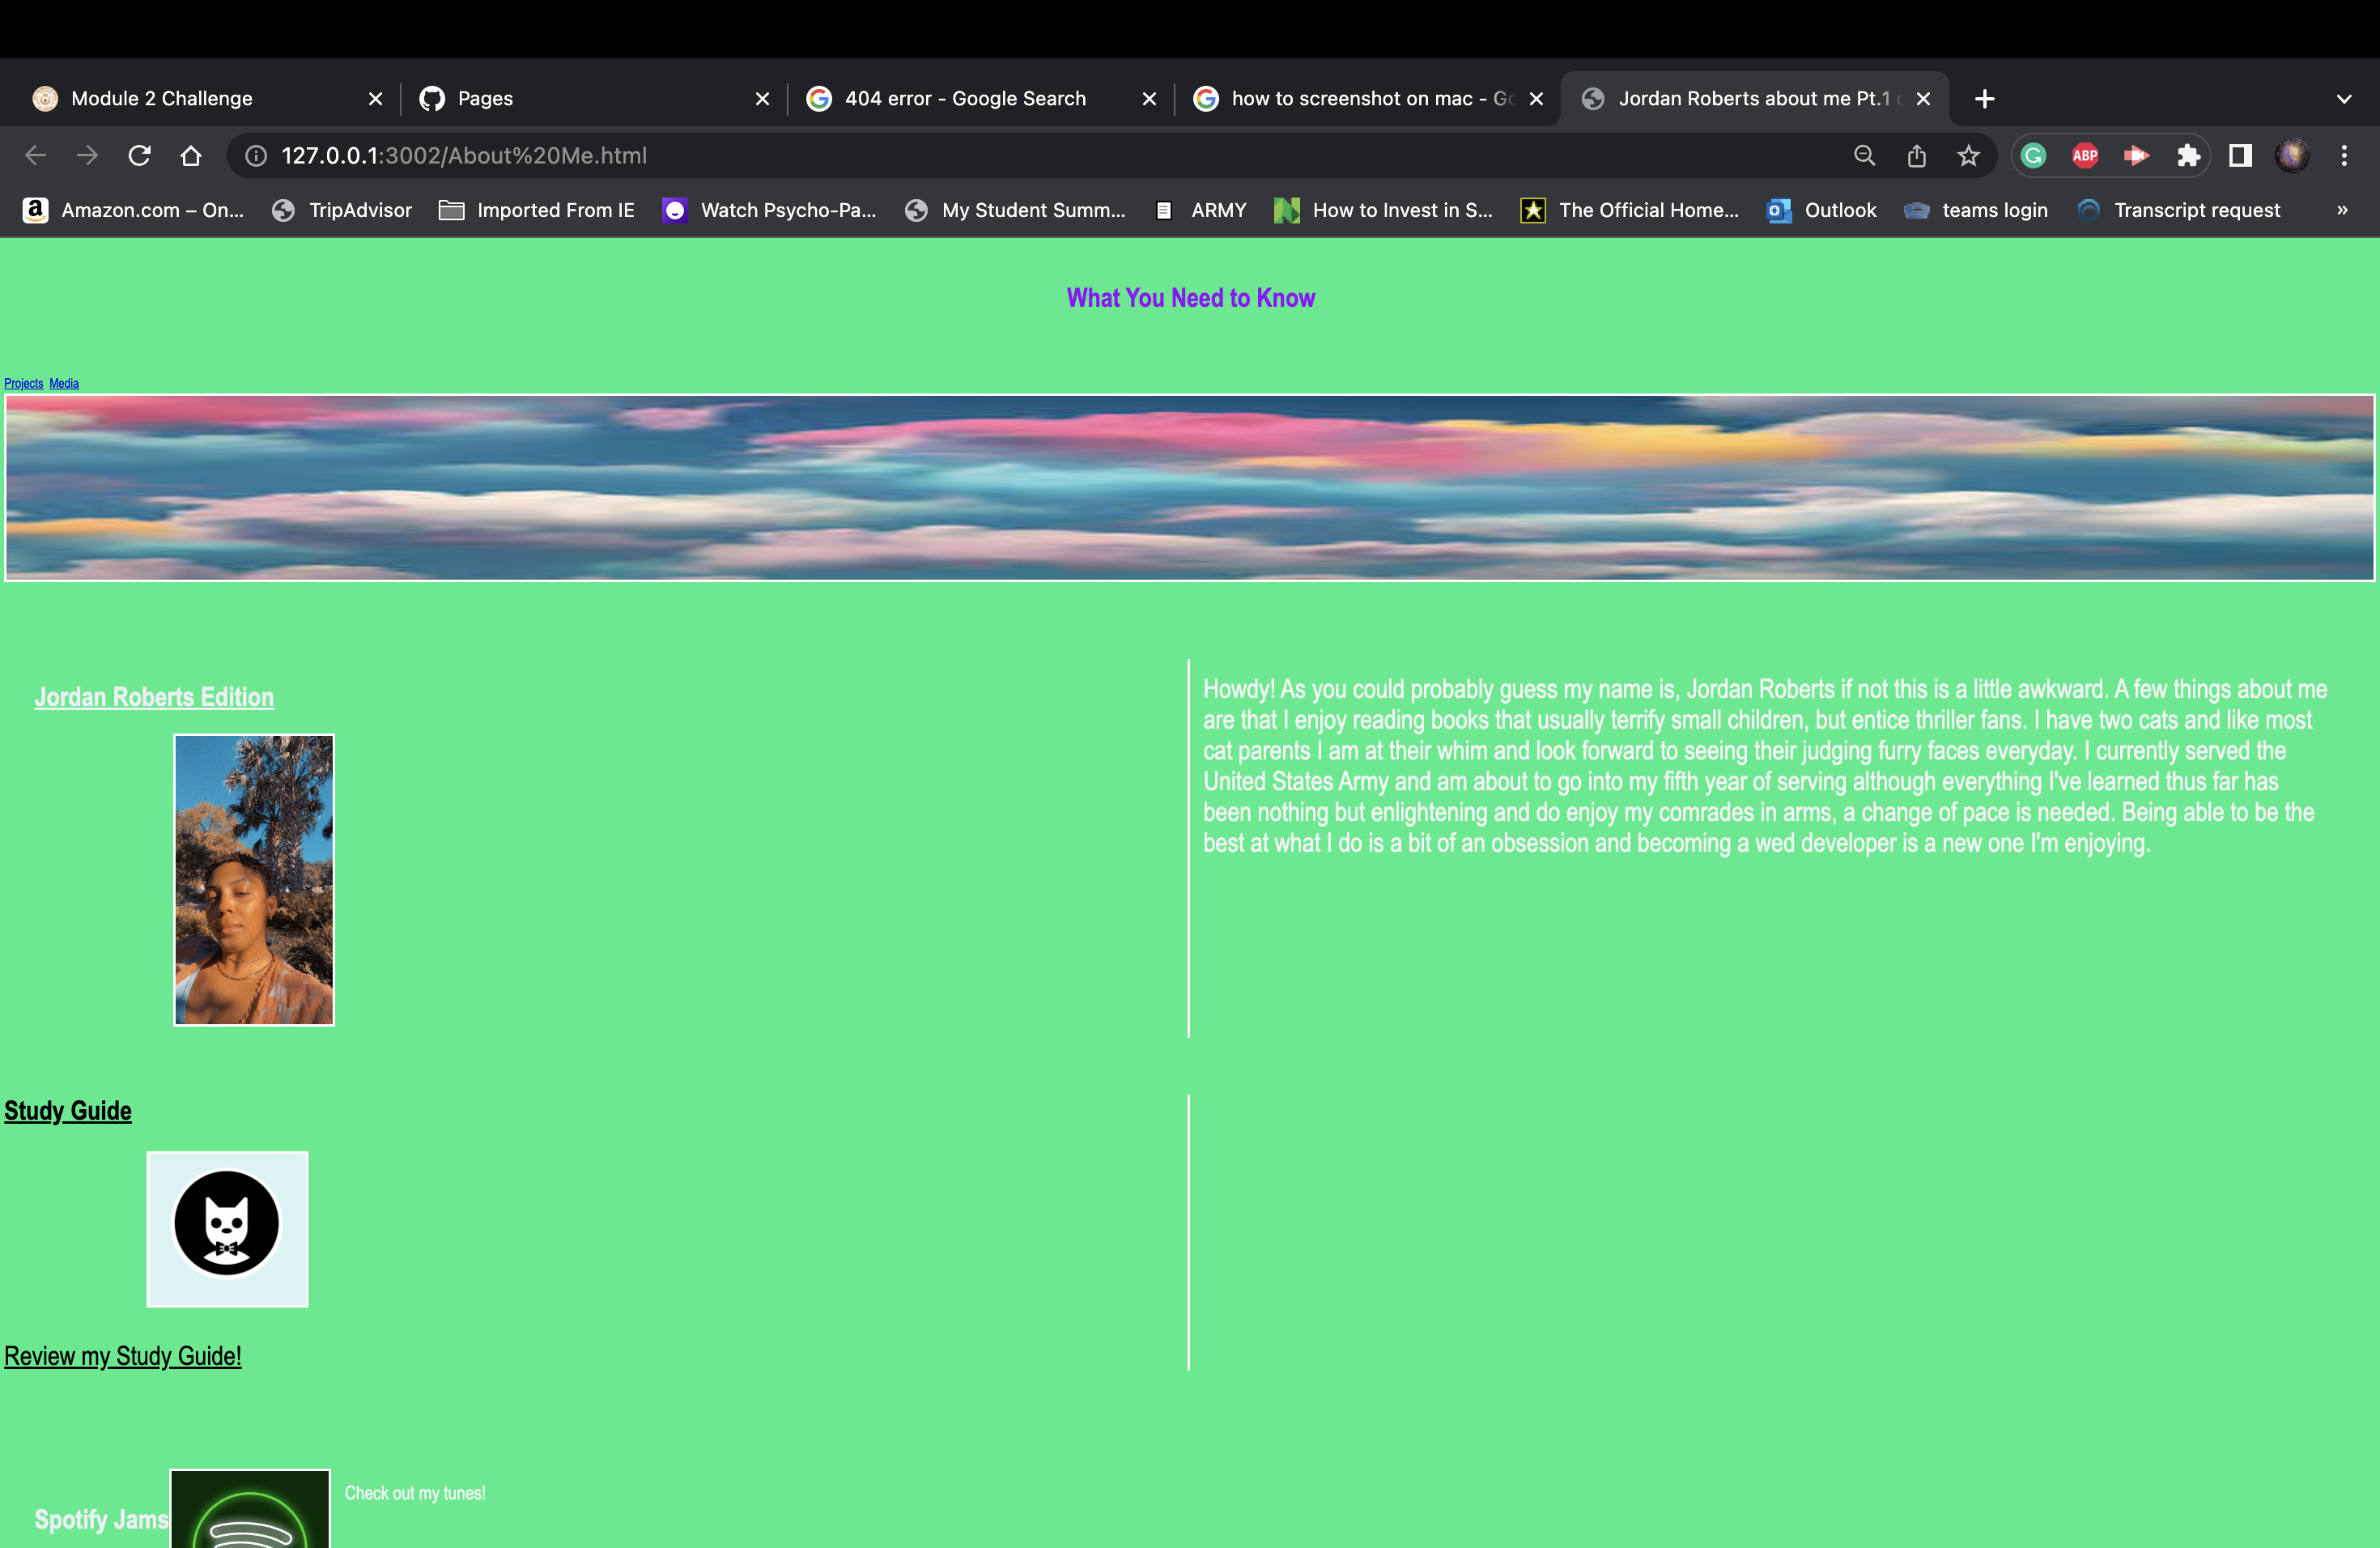 Module 2 Challenge
Pages
404 error - Google Search
how to screenshot on mac - Go
Jordan Roberts about me Pt.1
127.0.0.1:3002/About%20Me.html
ABP
Amazon.com – On...
TripAdvisor
Imported From IE
Watch Psycho-Pa...
My Student Summ...
ARMY
How to Invest in S...
The Official Home...
Outlook
teams login
Transcript request
»
What You Need to Know
Projects Media
Jordan Roberts Edition
Howdy! As you could probably guess my name is, Jordan Roberts if not this is a little awkward. A few things about me
are that I enjoy reading books that usually terrify small children, but entice thriller fans. I have two cats and like most
cat parents I am at their whim and look forward to seeing their judging furry faces everyday. I currently served the
United States Army and am about to go into my fifth year of serving although everything I've learned thus far has
been nothing but enlightening and do enjoy my comrades in arms, a change of pace is needed. Being able to be the
best at what I do is a bit of an obsession and becoming a wed developer is a new one I'm enjoying.
Study Guide
Review my Study Guide!
Check out my tunes!
Spotify Jams